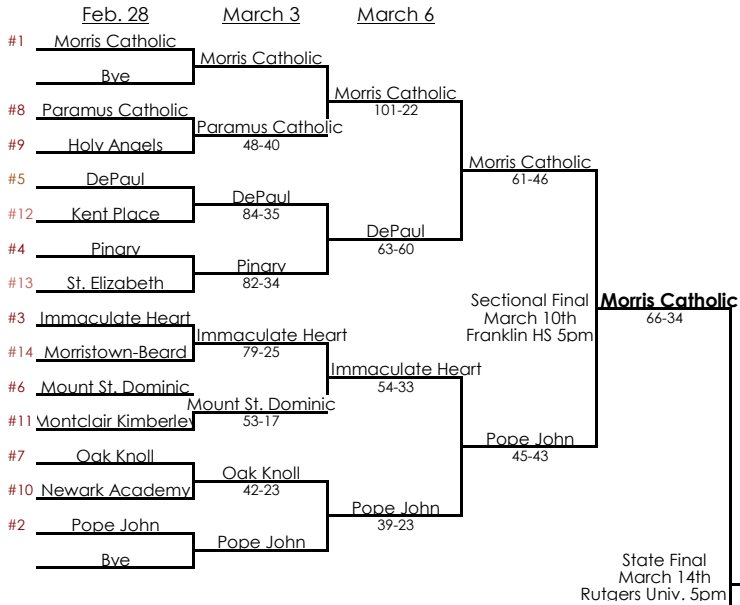 Feb. 28 March 3 March 6
#1 Morris Catholic
Morris Catholic
Bye
Morris Catholic
101-22
#8 Paramus Catholic
Paramus Catholic
48-40
#9 Holy Angels
Morris Catholic
61-46
#5 DePaul
DePaul
84-35
#12 Kent Place
DePaul
63-60
#4 Pinary
Pinary
82-34
#13 St. Elizabeth
Sectional Final
March 10th
Franklin HS 5pm
Morris Catholic
66-34
#3 Immaculate Heart
Immaculate Heart
79-25
#14 Morristown-Beard
Immaculate Heart
54-33
#6 Mount St. Dominic
Mount St. Dominic
53-17
#11 Montclair Kimberley
Pope John
45-43
#7 Oak Knoll
Oak Knoll
42-23
#10 Newark Academy
Pope John
39-23
#2 Pope John
Pope John
Bye
State Final
March 14th
Rutgers Univ. 5pm